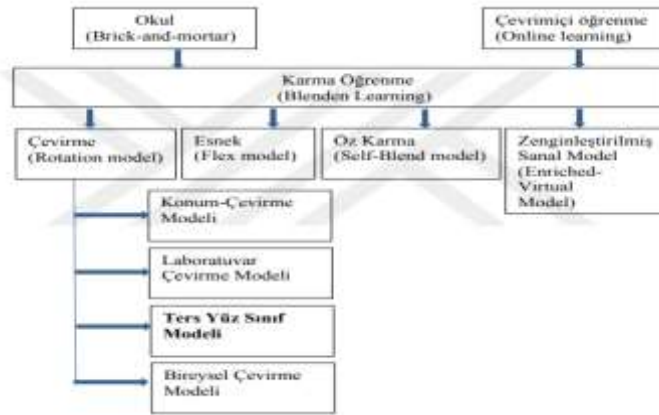 Okul
(Brick-and-mortar)
Çevrimiçi öğrenme
(Online learning)
Karma Öğrenme
(Blenden Learning)
Çevirme
(Rotation model)
Esnek
(Flex model)
Öz Karma
(Self-Blend model)
Zenginleştirilmiş
Sanal Model
(Enriched-
Virtual
Model)
Konum-Çevirme
Modeli
Laboratuvar
Çevirme Modeli
Ters Yüz Sınıf
Modeli
Bireysel Çevirme
Modeli